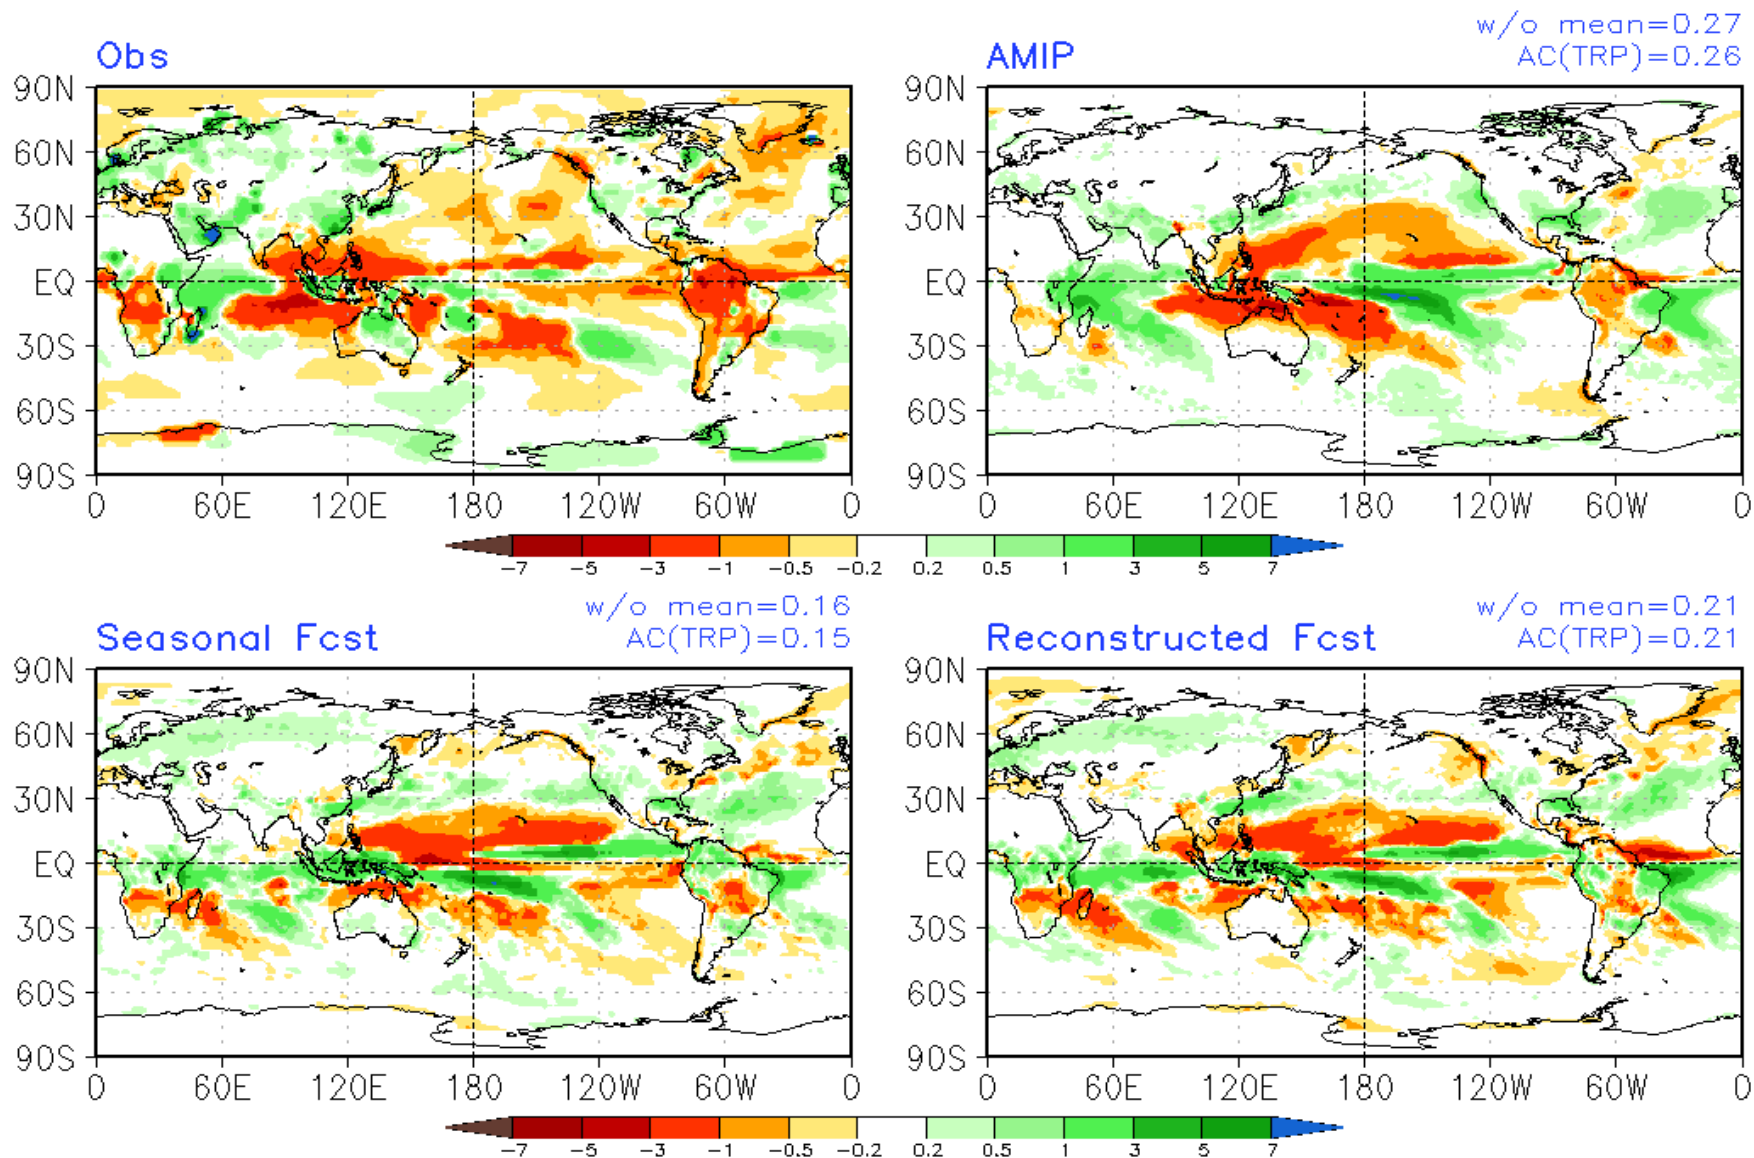 w/o mean=0.27
Obs
AMIP
AC(TRP)=0.26
90N
60N
30N
EQ
30S
60S
90S
0 60E 120E 180 120W 60W 0
90N
60N
30N
EQ
30S
60S
90S
0 60E 120E 180 120W 60W 0
-7 -5 -3 -1 -0.5 -0.2 0.2 0.5 1 3 5 7
w/o mean=0.16
Seasonal Fcst
AC(TRP)=0.15
w/o mean=0.21
Reconstructed Fcst
AC(TRP)=0.21
90N
60N
30N
EQ
30S
60S
90S
0 60E 120E 180 120W 60W 0
90N
60N
30N
EQ
30S
60S
90S
0 60E 120E 180 120W 60W 0
-7 -5 -3 -1 -0.5 -0.2 0.2 0.5 1 3 5 7